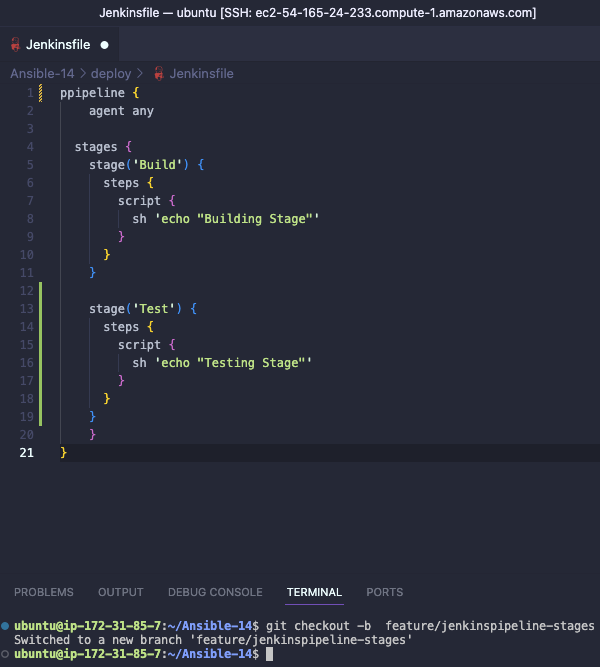 Jenkinsfile — ubuntu [SSH: ec2-54-165-24-233.compute-1.amazonaws.com]
Jenkinsfile
Ansible-14 > deploy > Jenkinsfile
1 ppipeline {
2 agent any
3
4 stages {
5 stage('Build') {
6 steps {
7 script {
8 sh 'echo "Building Stage"'
9 }
10 }
11 }
12
13 stage('Test') {
14 steps {
15 script {
16 sh 'echo "Testing Stage"'
17 }
18 }
19 }
20 }
21 }
PROBLEMS OUTPUT DEBUG CONSOLE TERMINAL PORTS
ubuntu@ip-172-31-85-7:~/Ansible-14$ git checkout -b  feature/jenkinspipeline-stages
Switched to a new branch 'feature/jenkinspipeline-stages'
ubuntu@ip-172-31-85-7:~/Ansible-14$